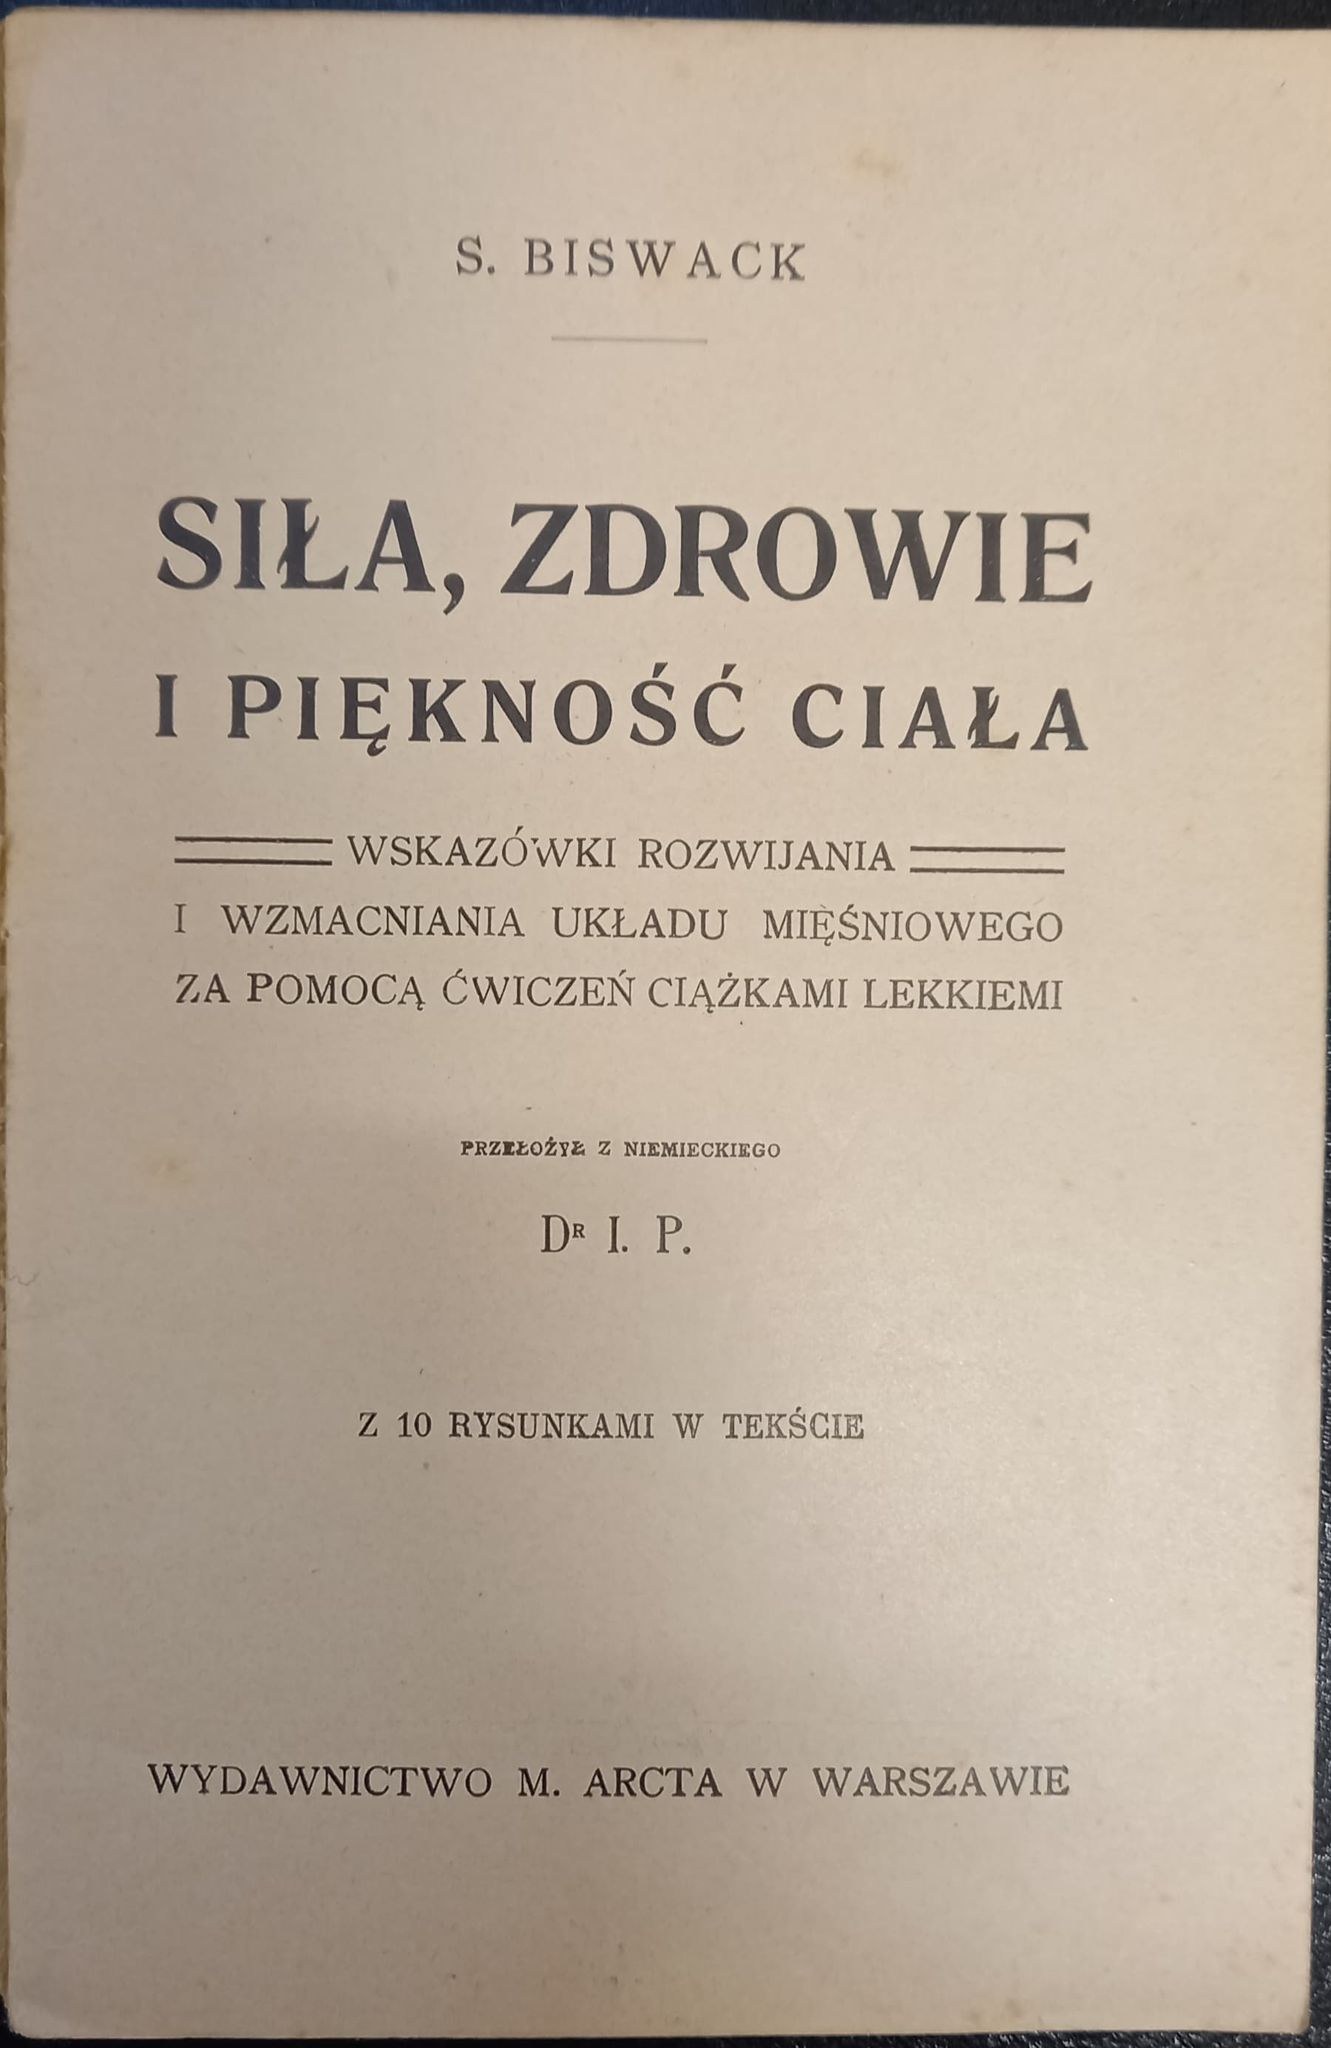 S. BISWACK
SIŁA, ZDROWIE
I PIĘKNOŚĆ CIAŁA
WSKAZÓWKI ROZWIJANIA
I WZMACNIANIA UKŁADU MIĘŚNIOWEGO
ZA POMOCĄ ĆWICZEŃ CIĄŻKAMI LEKKIEMI
PRZEŁOŻYŁ Z NIEMIECKIEGO
DR I. P.
Z 10 RYSUNKAMI W TEKŚCIE
WYDAWNICTWO M. ARCTA W WARSZAWIE